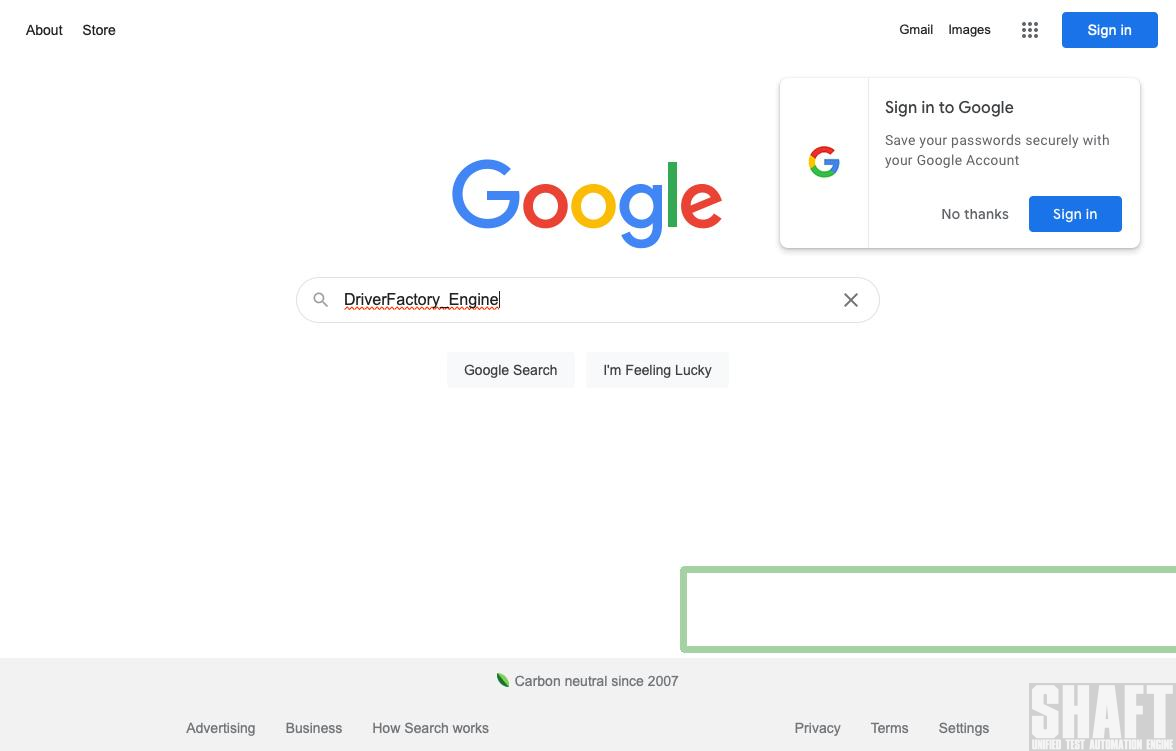 About Store
Gmail Images
Sign in
Sign in to Google
Save your passwords securely with
your Google Account
No thanks
Sign in
Google
DriverFactory_Engine
Google Search
I'm Feeling Lucky
Carbon neutral since 2007
Advertising Business How Search works
Privacy Terms Settings
SHAFT
UNIFIED TEST AUTOMATION ENGINE